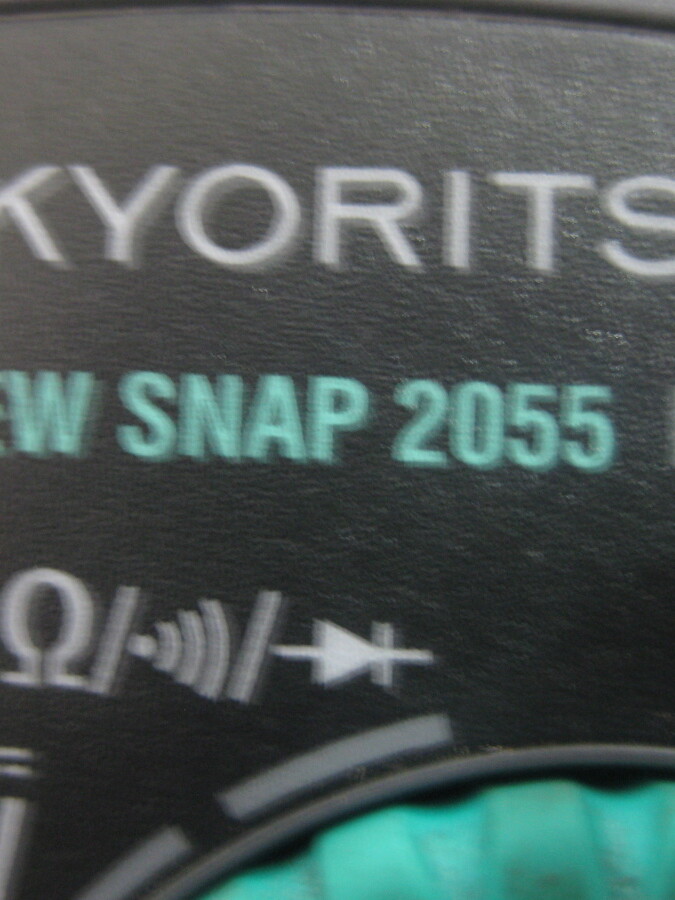 KYORITS
EW SNAP 2055
Ω/